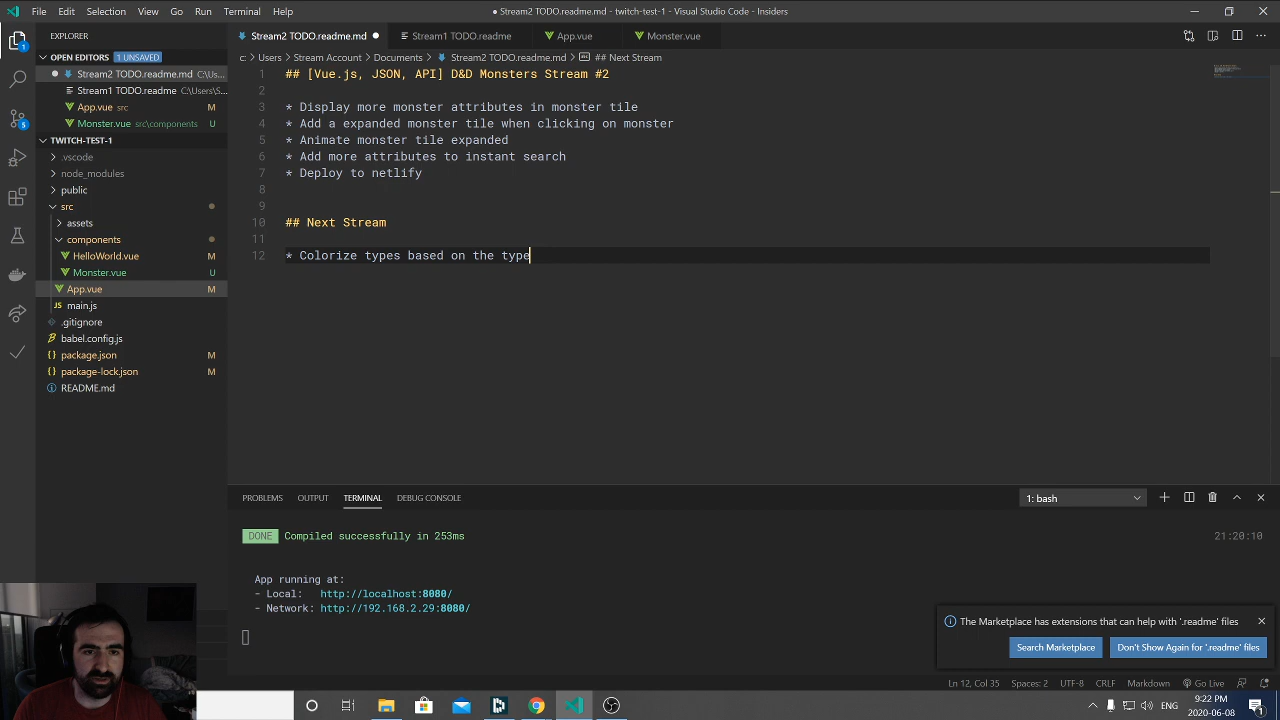 File Edit Selection View Go Run Terminal Help
Stream2 TODO.readme.md - twitch-test-1 - Visual Studio Code - Insiders
EXPLORER
Stream2 TODO.readme.md
Stream1 TODO.readme
App.vue
Monster.vue
OPEN EDITORS 1 UNSAVED
Stream2 TODO.readme.md C:\Us...
Stream1 TODO.readme C:\Users\S...
App.vue src M
Monster.vue src\components U
TWITCH-TEST-1
.vscode
node_modules
public
src
assets
components
HelloWorld.vue M
Monster.vue U
App.vue M
main.js
.gitignore
babel.config.js
package.json M
package-lock.json M
README.md
1
5
c: > Users > Stream Account > Documents > Stream2 TODO.readme.md > ## Next Stream
1 ## [Vue.js, JSON, API] D&D Monsters Stream #2
2
3 * Display more monster attributes in monster tile
4 * Add a expanded monster tile when clicking on monster
5 * Animate monster tile expanded
6 * Add more attributes to instant search
7 * Deploy to netlify
8
9
10 ## Next Stream
11
12 * Colorize types based on the type
PROBLEMS OUTPUT TERMINAL DEBUG CONSOLE
1: bash
DONE Compiled successfully in 253ms 21:20:10
App running at:
- Local: http://localhost:8080/
- Network: http://192.168.2.29:8080/
The Marketplace has extensions that can help with '.readme' files
Search Marketplace Don't Show Again for '.readme' files
Ln 12, Col 35 Spaces: 2 UTF-8 CRLF Markdown Go Live
ENG
9:22 PM
2020-06-08